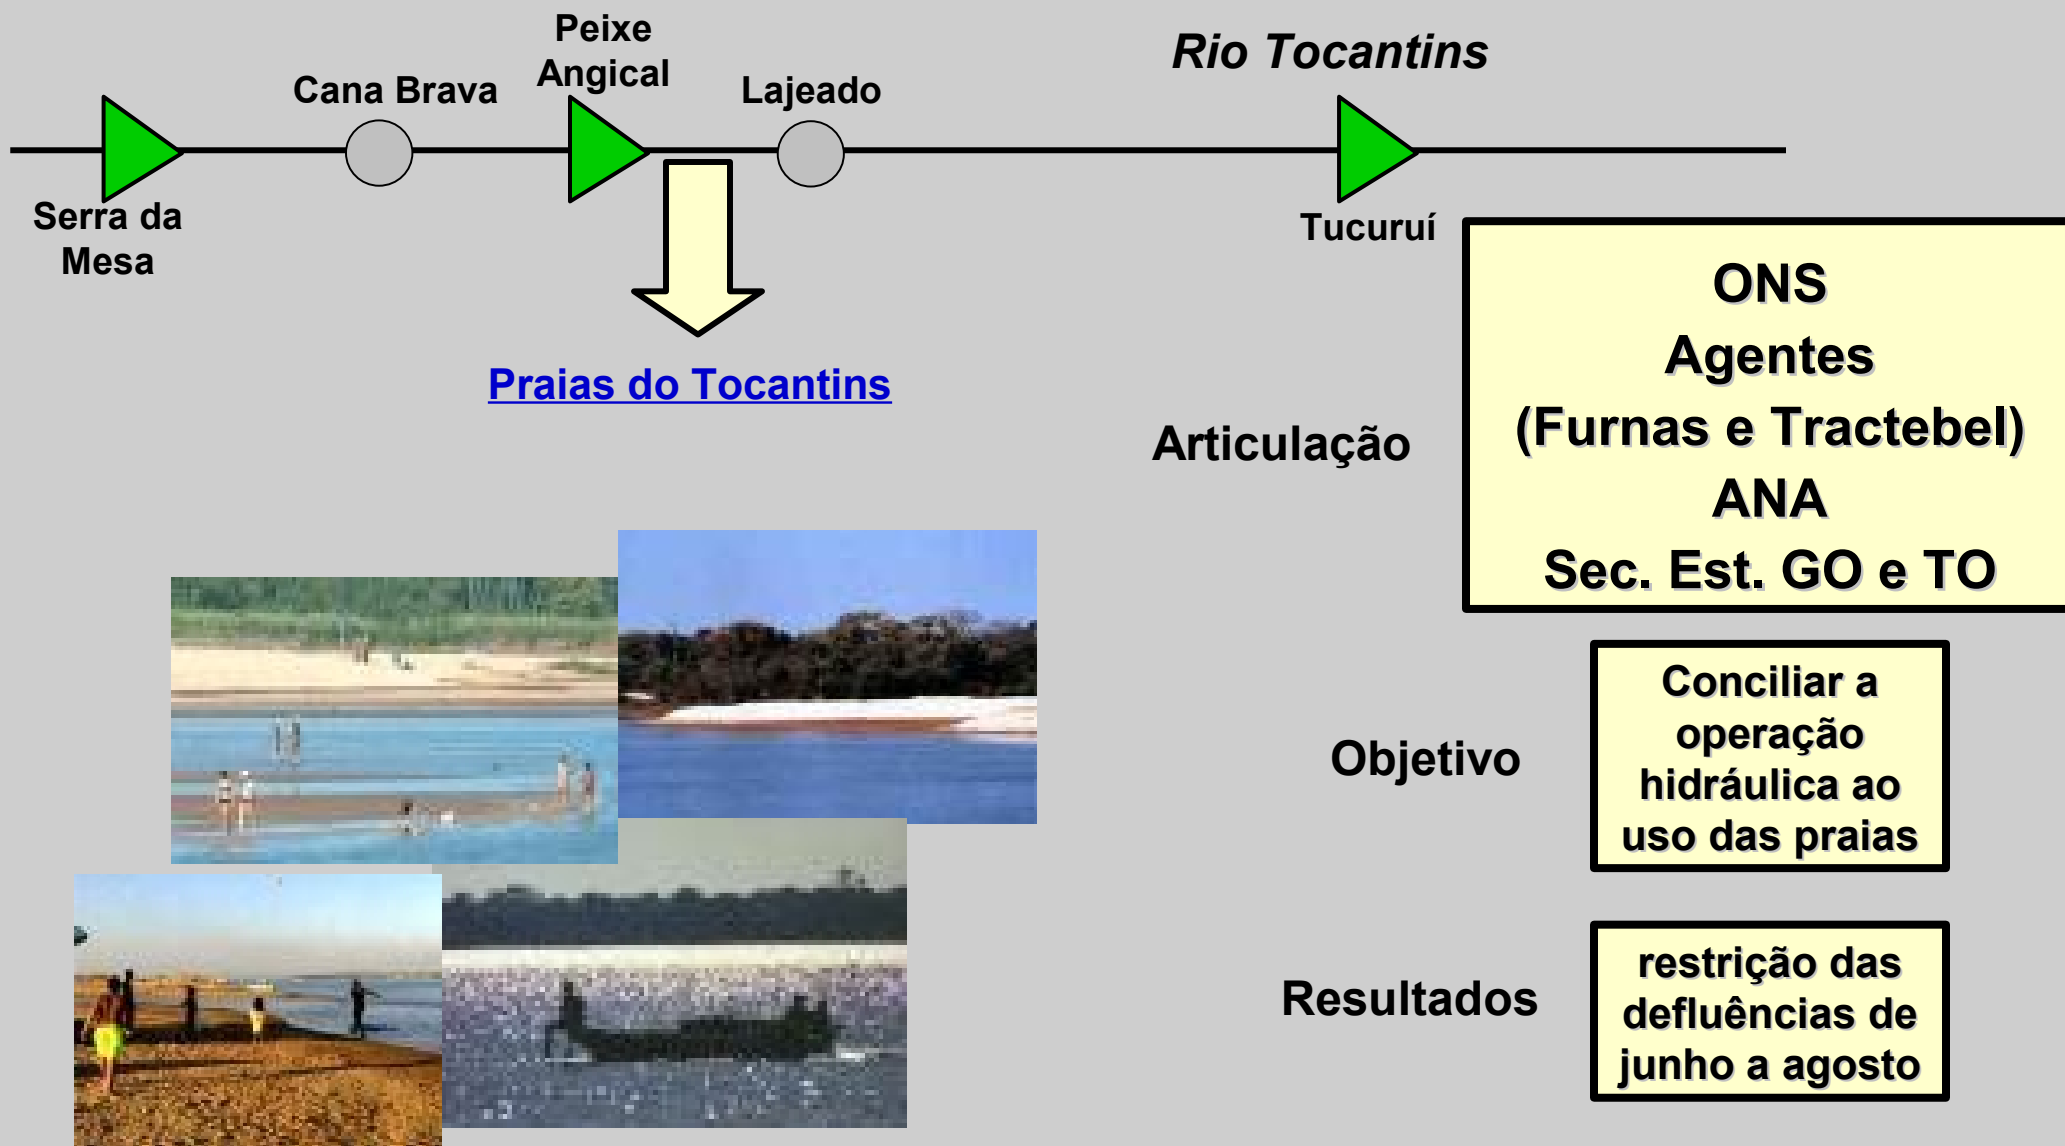 Peixe
Angical
Rio Tocantins
Cana Brava
Lajeado
Serra da
Mesa
Tucuruí
Praias do Tocantins
Articulação
ONS
Agentes
(Furnas e Tractebel)
ANA
Sec. Est. GO e TO
Objetivo
Conciliar a
operação
hidráulica ao
uso das praias
Resultados
restrição das
defluências de
junho a agosto